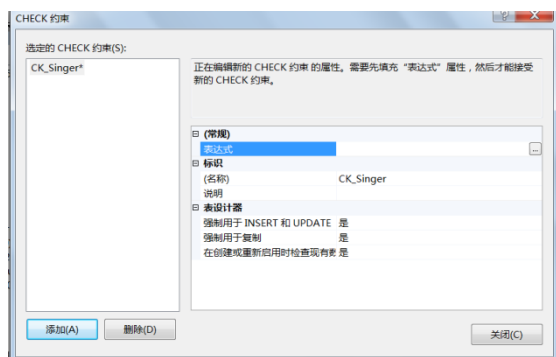 CHECK 约束
选定的 CHECK 约束(S):
CK_Singer*
正在编辑新的 CHECK 约束 的属性。需要先填充“表达式”属性，然后才能接受
新的 CHECK 约束。
(常规)
表达式
...
标识
(名称) CK_Singer
说明
表设计器
强制用于 INSERT 和 UPDATE 是
强制用于复制 是
在创建或重新启用时检查现有 是
添加(A) 删除(D)
关闭(C)